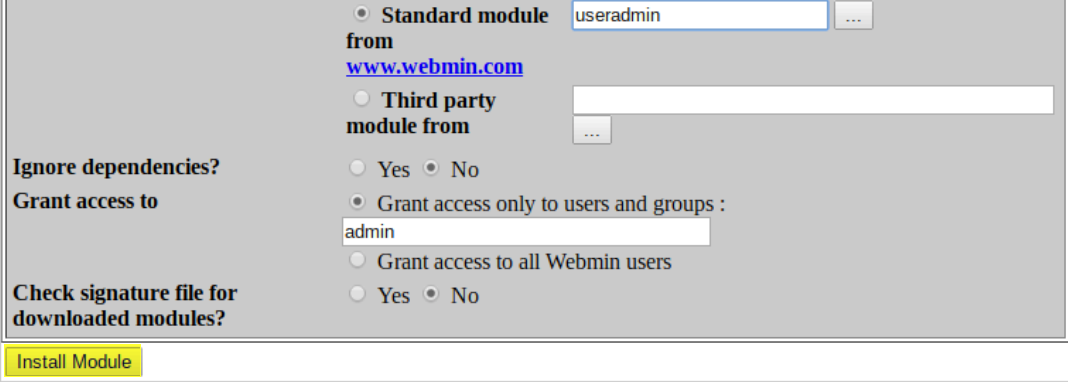 Standard module useradmin ...
from
www.webmin.com
Third party
module from ...
Ignore dependencies? Yes No
Grant access to Grant access only to users and groups :
admin
Grant access to all Webmin users
Check signature file for Yes No
downloaded modules?
Install Module